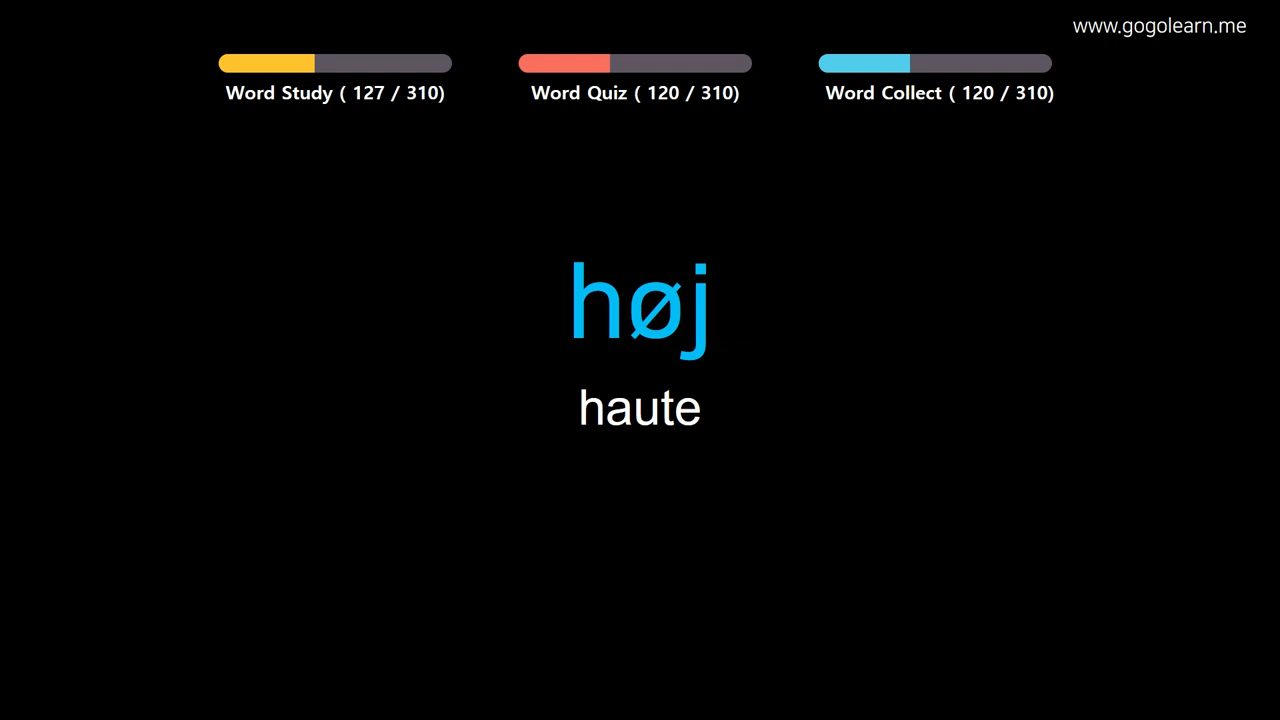 www.gogolearn.me
Word Study ( 127 / 310)
Word Quiz ( 120 / 310)
Word Collect ( 120 / 310)
høj
haute